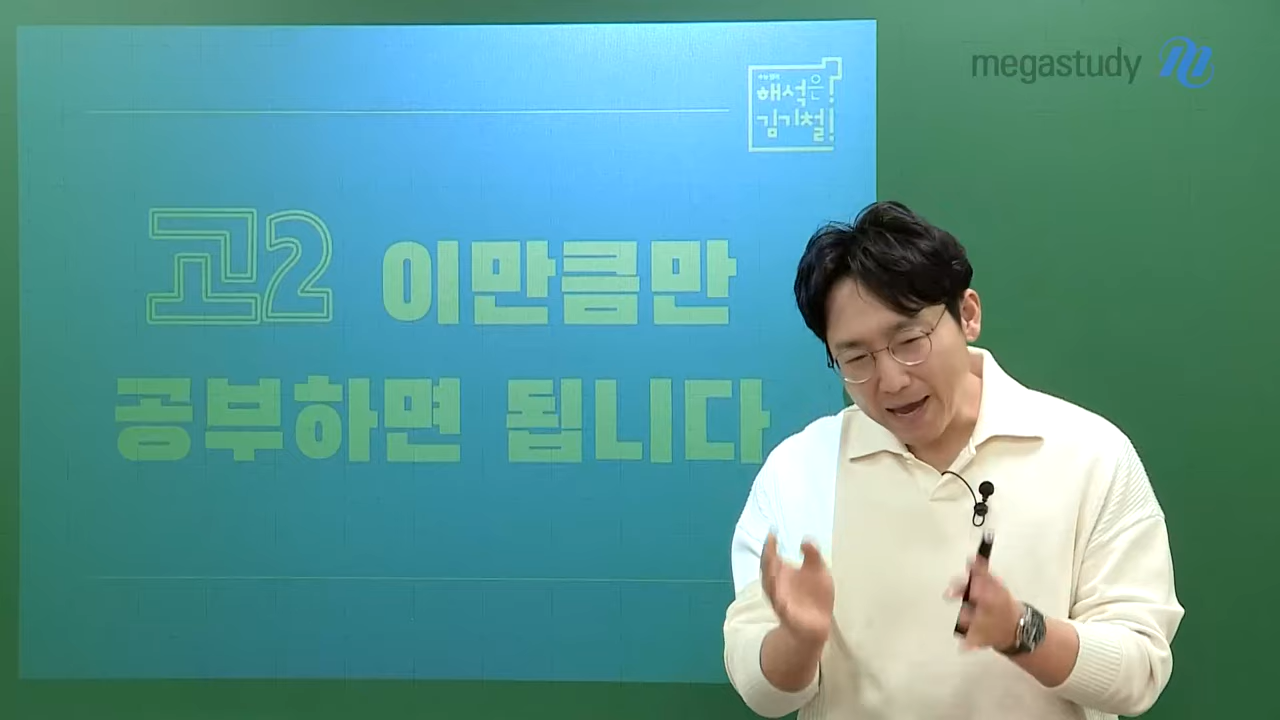 megastudy
해석은!
김기철!
고2 이만큼만
공부하면 됩니다